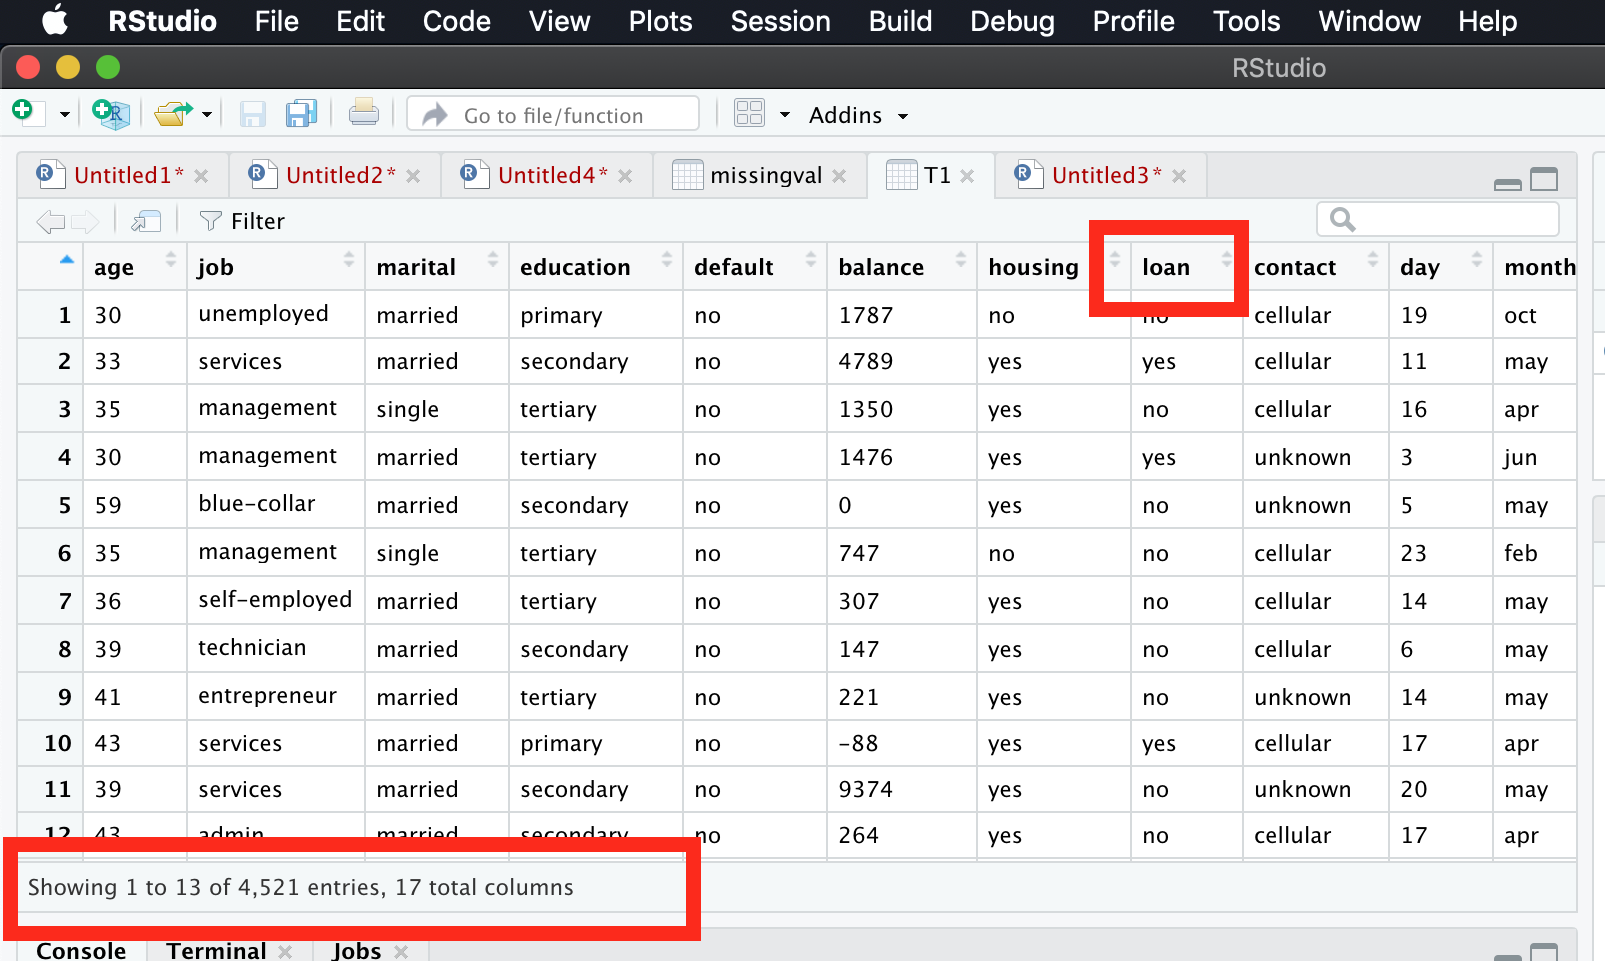 RStudio File Edit Code View Plots Session Build Debug Profile Tools Window Help
RStudio
Go to file/function Addins
Untitled1* Untitled2* Untitled4* missingval T1 Untitled3*
Filter
age job marital education default balance housing loan contact day month
1 30 unemployed married primary no 1787 no no cellular 19 oct
2 33 services married secondary no 4789 yes yes cellular 11 may
3 35 management single tertiary no 1350 yes no cellular 16 apr
4 30 management married tertiary no 1476 yes yes unknown 3 jun
5 59 blue-collar married secondary no 0 yes no unknown 5 may
6 35 management single tertiary no 747 no no cellular 23 feb
7 36 self-employed married tertiary no 307 yes no cellular 14 may
8 39 technician married secondary no 147 yes no cellular 6 may
9 41 entrepreneur married tertiary no 221 yes no unknown 14 may
10 43 services married primary no -88 yes yes cellular 17 apr
11 39 services married secondary no 9374 yes no unknown 20 may
12 43 admin. married secondary no 264 yes no cellular 17 apr
Showing 1 to 13 of 4,521 entries, 17 total columns
Console Terminal Jobs